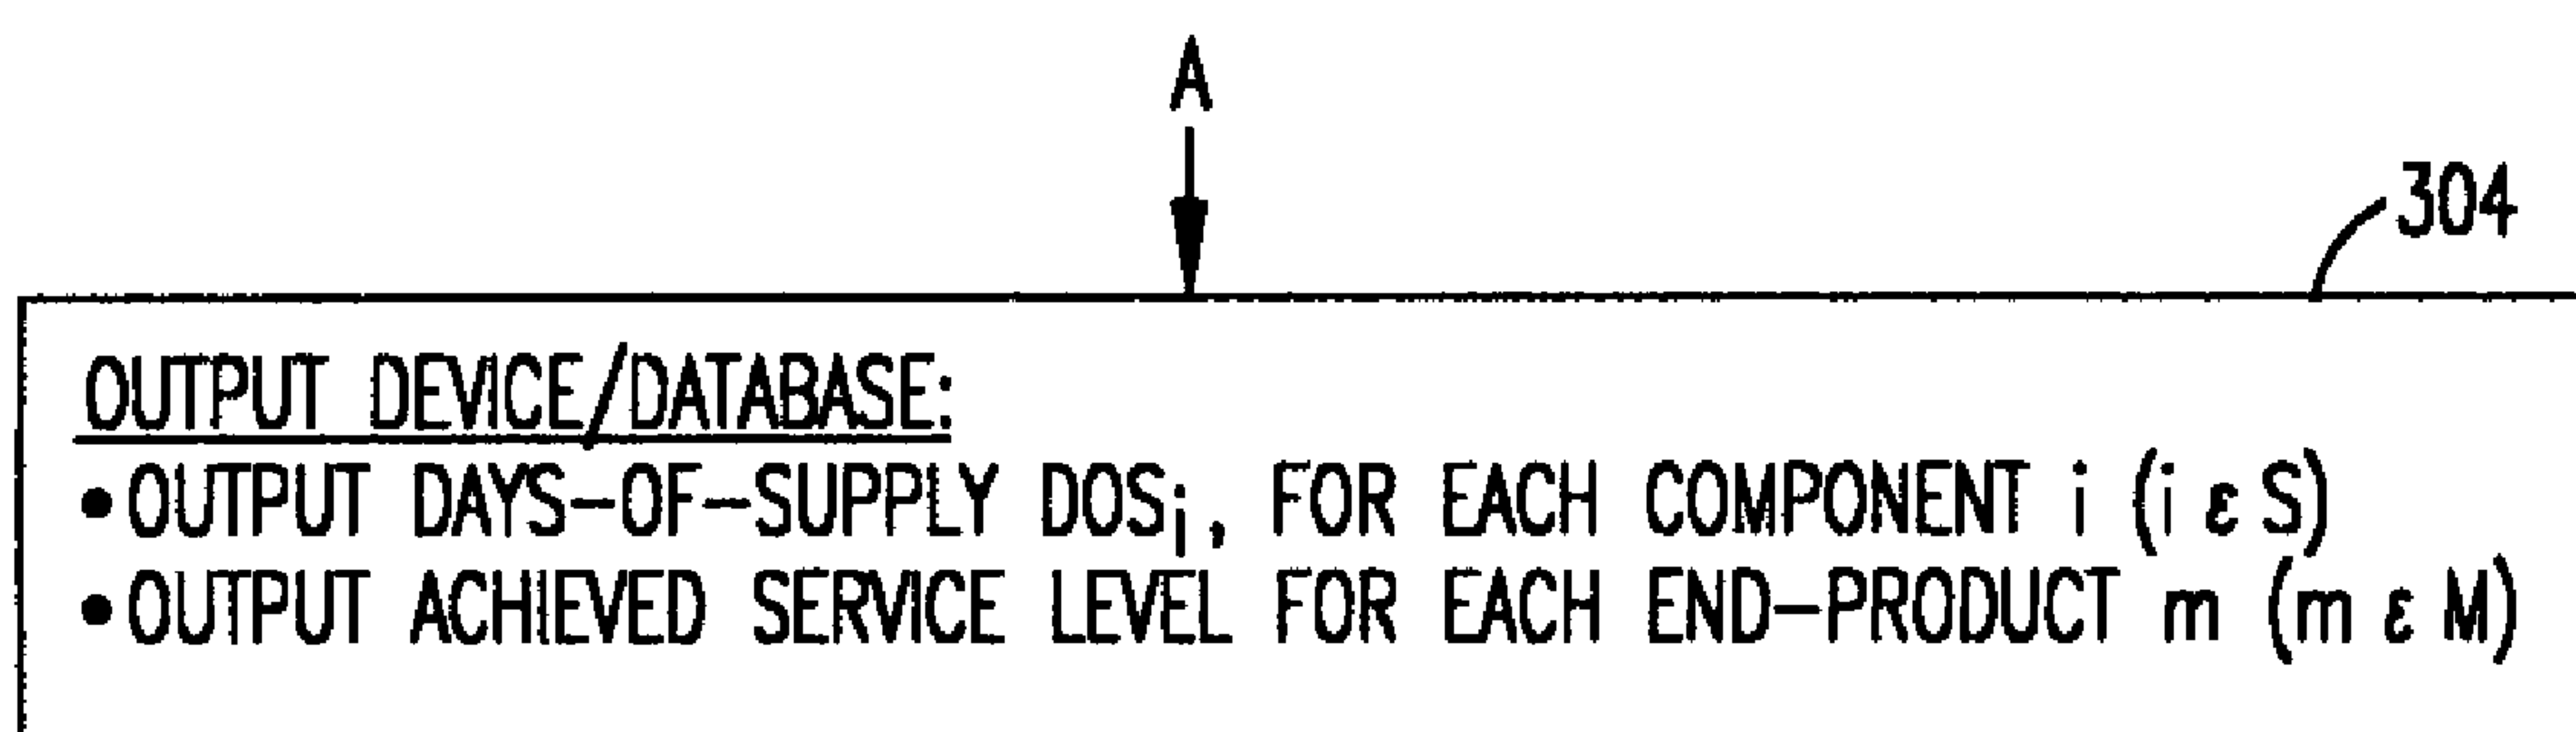 A
304
OUTPUT DEVICE/DATABASE:
•OUTPUT DAYS-OF-SUPPLY DOSᵢ, FOR EACH COMPONENT i (i ε S)
•OUTPUT ACHIEVED SERVICE LEVEL FOR EACH END-PRODUCT m (m ε M)